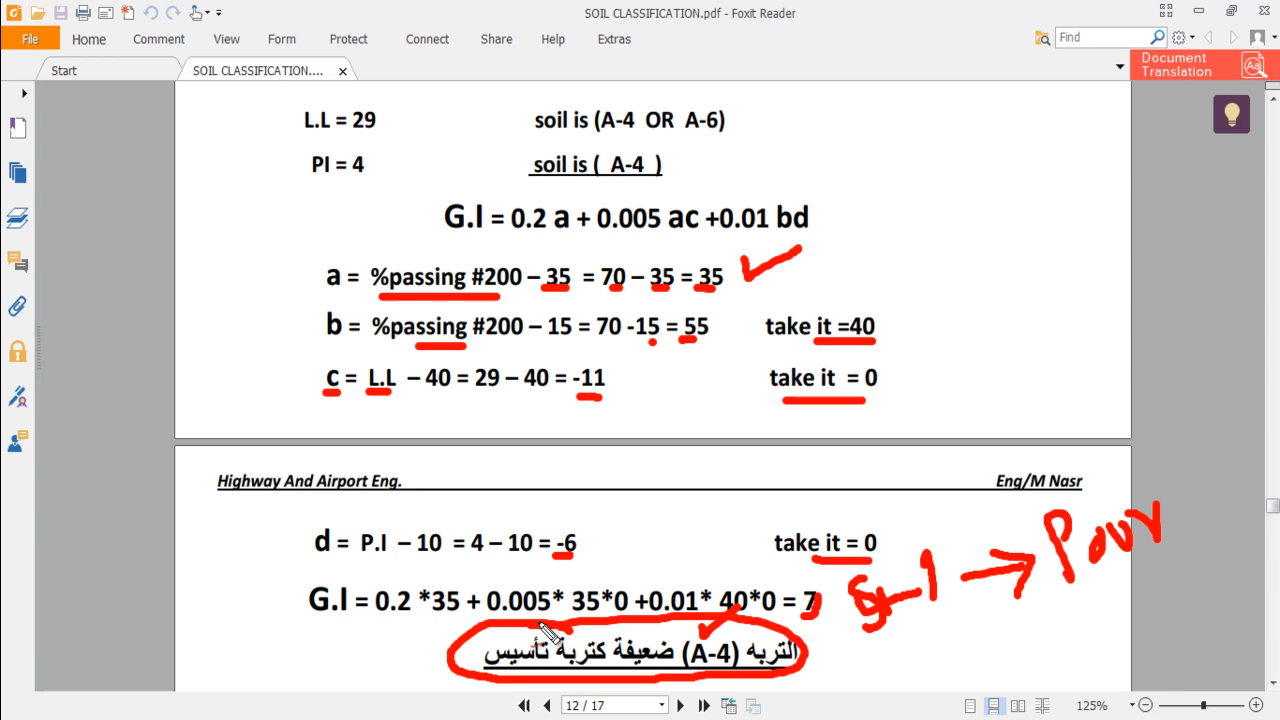 SOIL CLASSIFICATION.pdf - Foxit Reader
File Home Comment View Form Protect Connect Share Help Extras Find
Document
Translation
Start SOIL CLASSIFICATION....
L.L = 29 soil is (A-4 OR A-6)
PI = 4 soil is ( A-4 )
G.I = 0.2 a + 0.005 ac +0.01 bd
a = %passing #200 – 35 = 70 – 35 = 35
b = %passing #200 – 15 = 70 -15 = 55 take it =40
c = L.L – 40 = 29 – 40 = -11 take it = 0
Highway And Airport Eng. Eng/M Nasr
d = P.I – 10 = 4 – 10 = -6 take it = 0
G.I = 0.2 *35 + 0.005* 35*0 +0.01* 40*0 = 7
التربه (A-4) ضعيفة كتربة تأسيس
12 / 17 125%